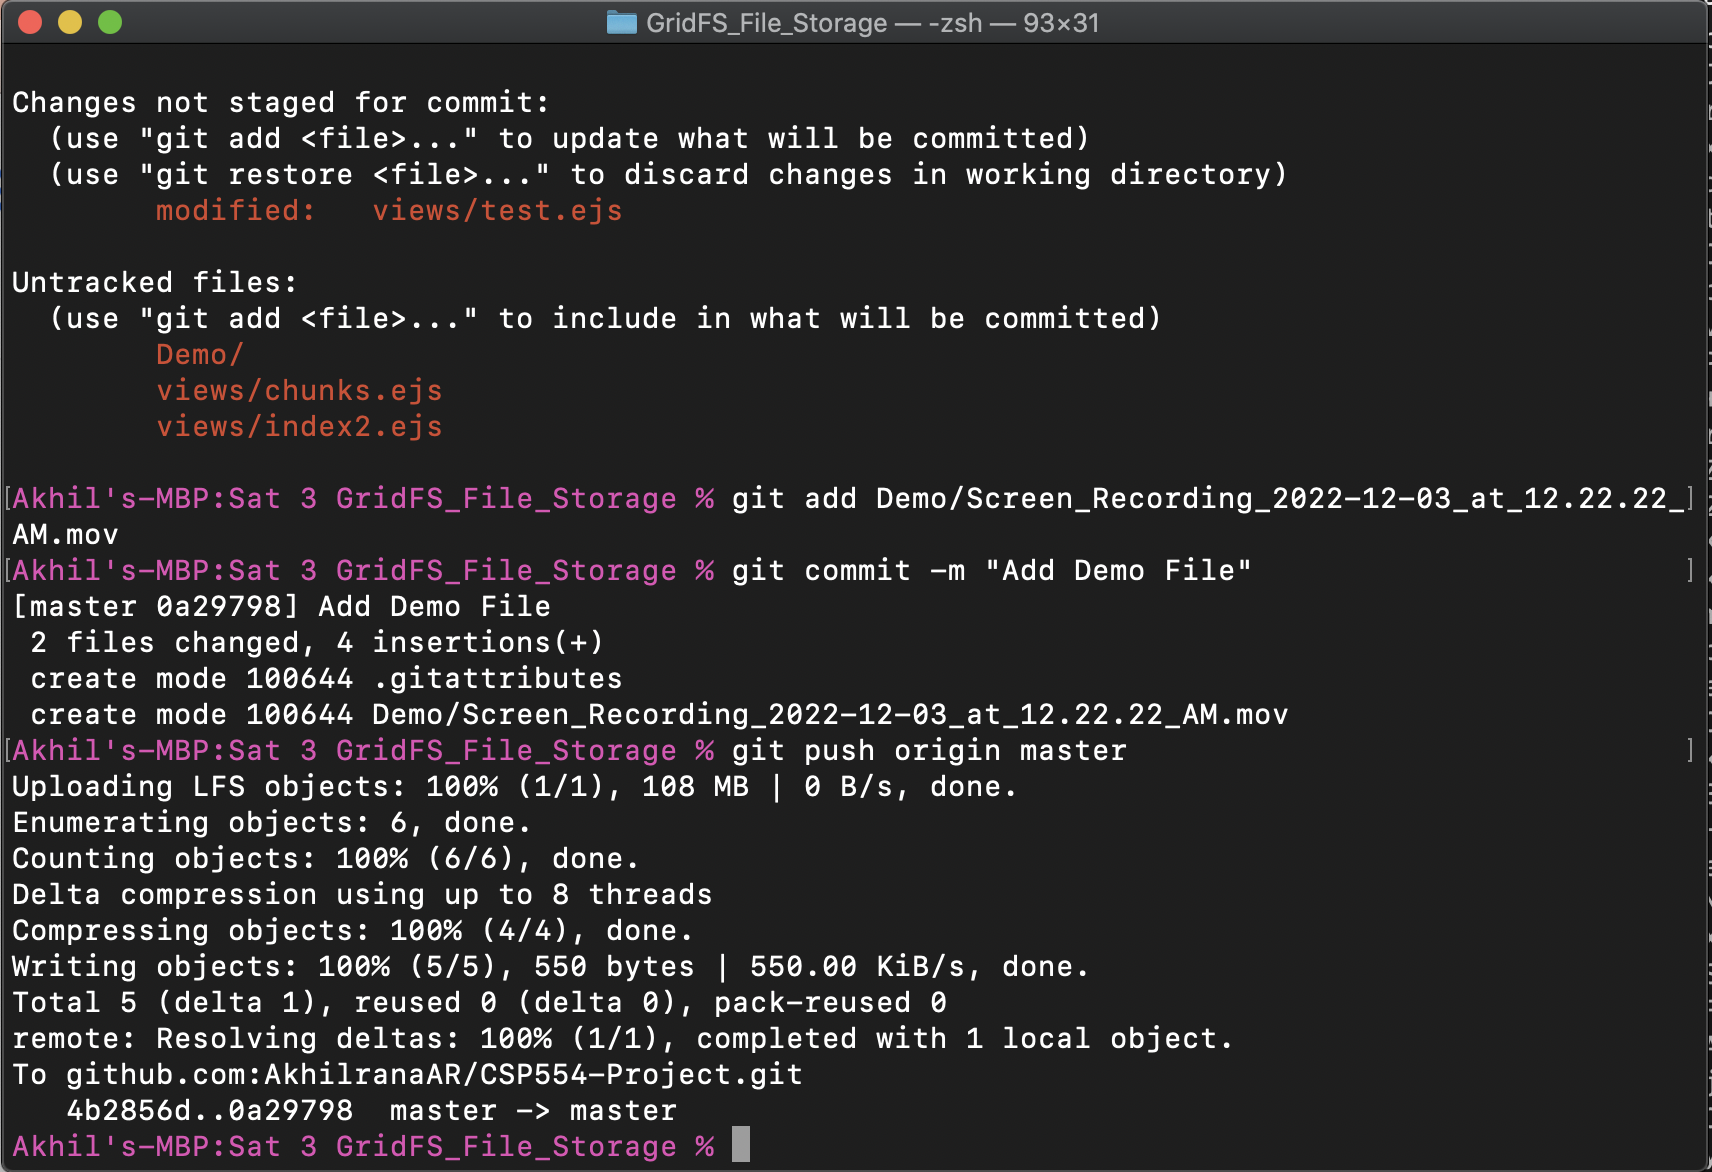 GridFS_File_Storage — -zsh — 93×31
Changes not staged for commit:
  (use "git add <file>..." to update what will be committed)
  (use "git restore <file>..." to discard changes in working directory)
        modified:   views/test.ejs
Untracked files:
  (use "git add <file>..." to include in what will be committed)
        Demo/
        views/chunks.ejs
        views/index2.ejs
[Akhil's-MBP:Sat 3 GridFS_File_Storage % git add Demo/Screen_Recording_2022-12-03_at_12.22.22_]
AM.mov
[Akhil's-MBP:Sat 3 GridFS_File_Storage % git commit -m "Add Demo File" ]
[master 0a29798] Add Demo File
 2 files changed, 4 insertions(+)
 create mode 100644 .gitattributes
 create mode 100644 Demo/Screen_Recording_2022-12-03_at_12.22.22_AM.mov
[Akhil's-MBP:Sat 3 GridFS_File_Storage % git push origin master ]
Uploading LFS objects: 100% (1/1), 108 MB | 0 B/s, done.
Enumerating objects: 6, done.
Counting objects: 100% (6/6), done.
Delta compression using up to 8 threads
Compressing objects: 100% (4/4), done.
Writing objects: 100% (5/5), 550 bytes | 550.00 KiB/s, done.
Total 5 (delta 1), reused 0 (delta 0), pack-reused 0
remote: Resolving deltas: 100% (1/1), completed with 1 local object.
To github.com:AkhilranaAR/CSP554-Project.git
   4b2856d..0a29798  master -> master
Akhil's-MBP:Sat 3 GridFS_File_Storage %